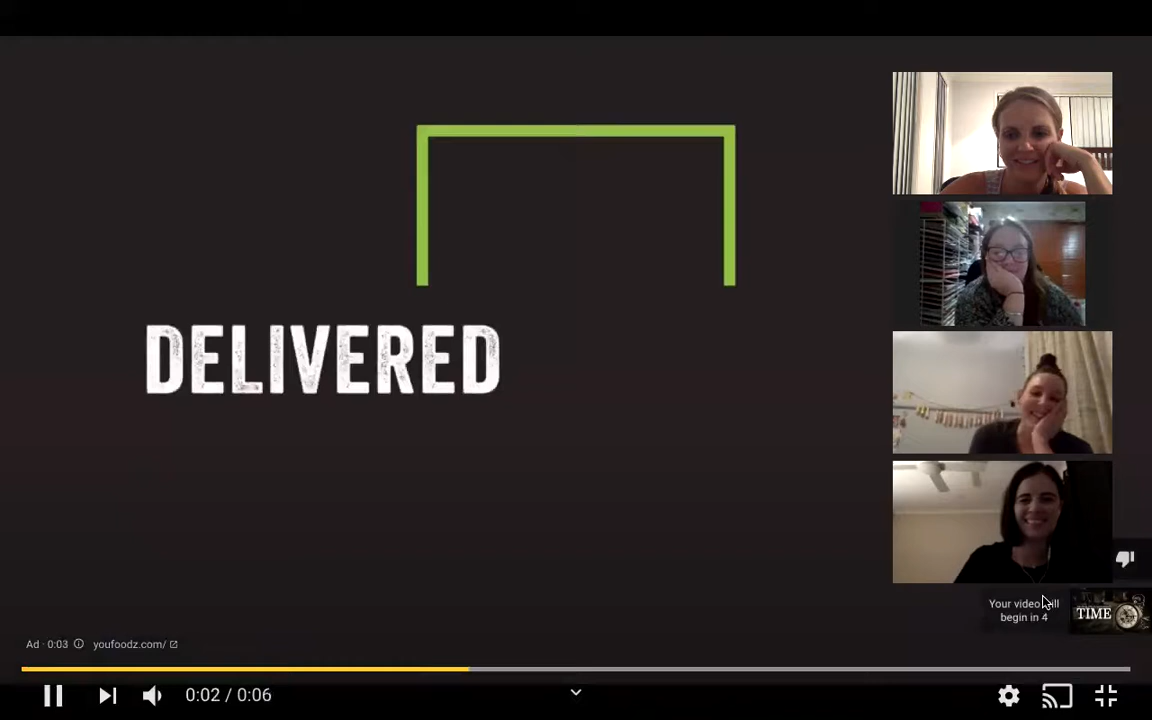 DELIVERED
Your video will
begin in 4
TIME
Ad · 0:03
youfoodz.com/
0:02 / 0:06